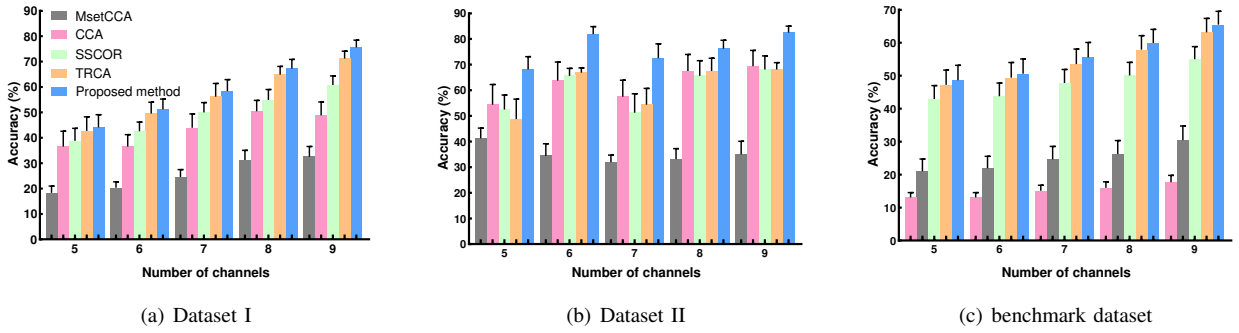 MsetCCA
CCA
SSCOR
TRCA
Proposed method
Accuracy (%)
90
80
70
60
50
40
30
20
10
0
5 6 7 8 9
Number of channels
(a) Dataset I
Accuracy (%)
90
80
70
60
50
40
30
20
10
0
5 6 7 8 9
Number of channels
(b) Dataset II
Accuracy (%)
70
60
50
40
30
20
10
0
5 6 7 8 9
Number of channels
(c) benchmark dataset